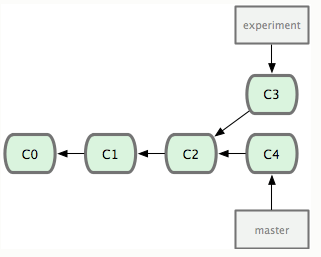 experiment
C3
C0 C1 C2 C4
master